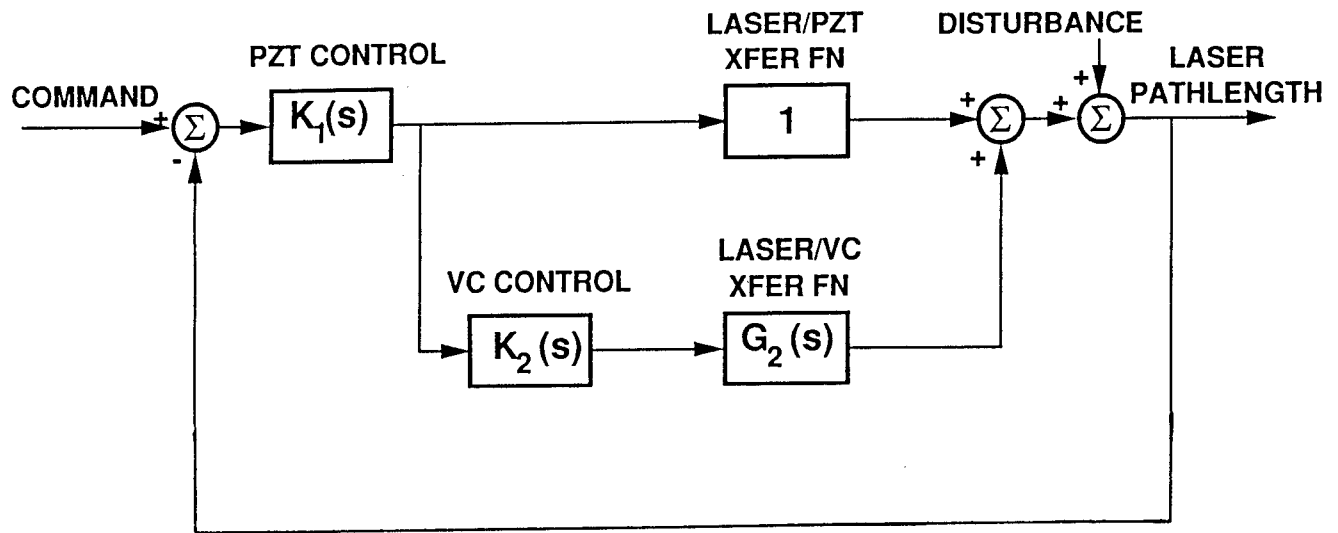 LASER/PZT
XFER FN
DISTURBANCE
PZT CONTROL
LASER
PATHLENGTH
COMMAND
+
Σ
-
K₁(s)
1
+
Σ
+
+
+
Σ
VC CONTROL
LASER/VC
XFER FN
K₂(s)
G₂(s)